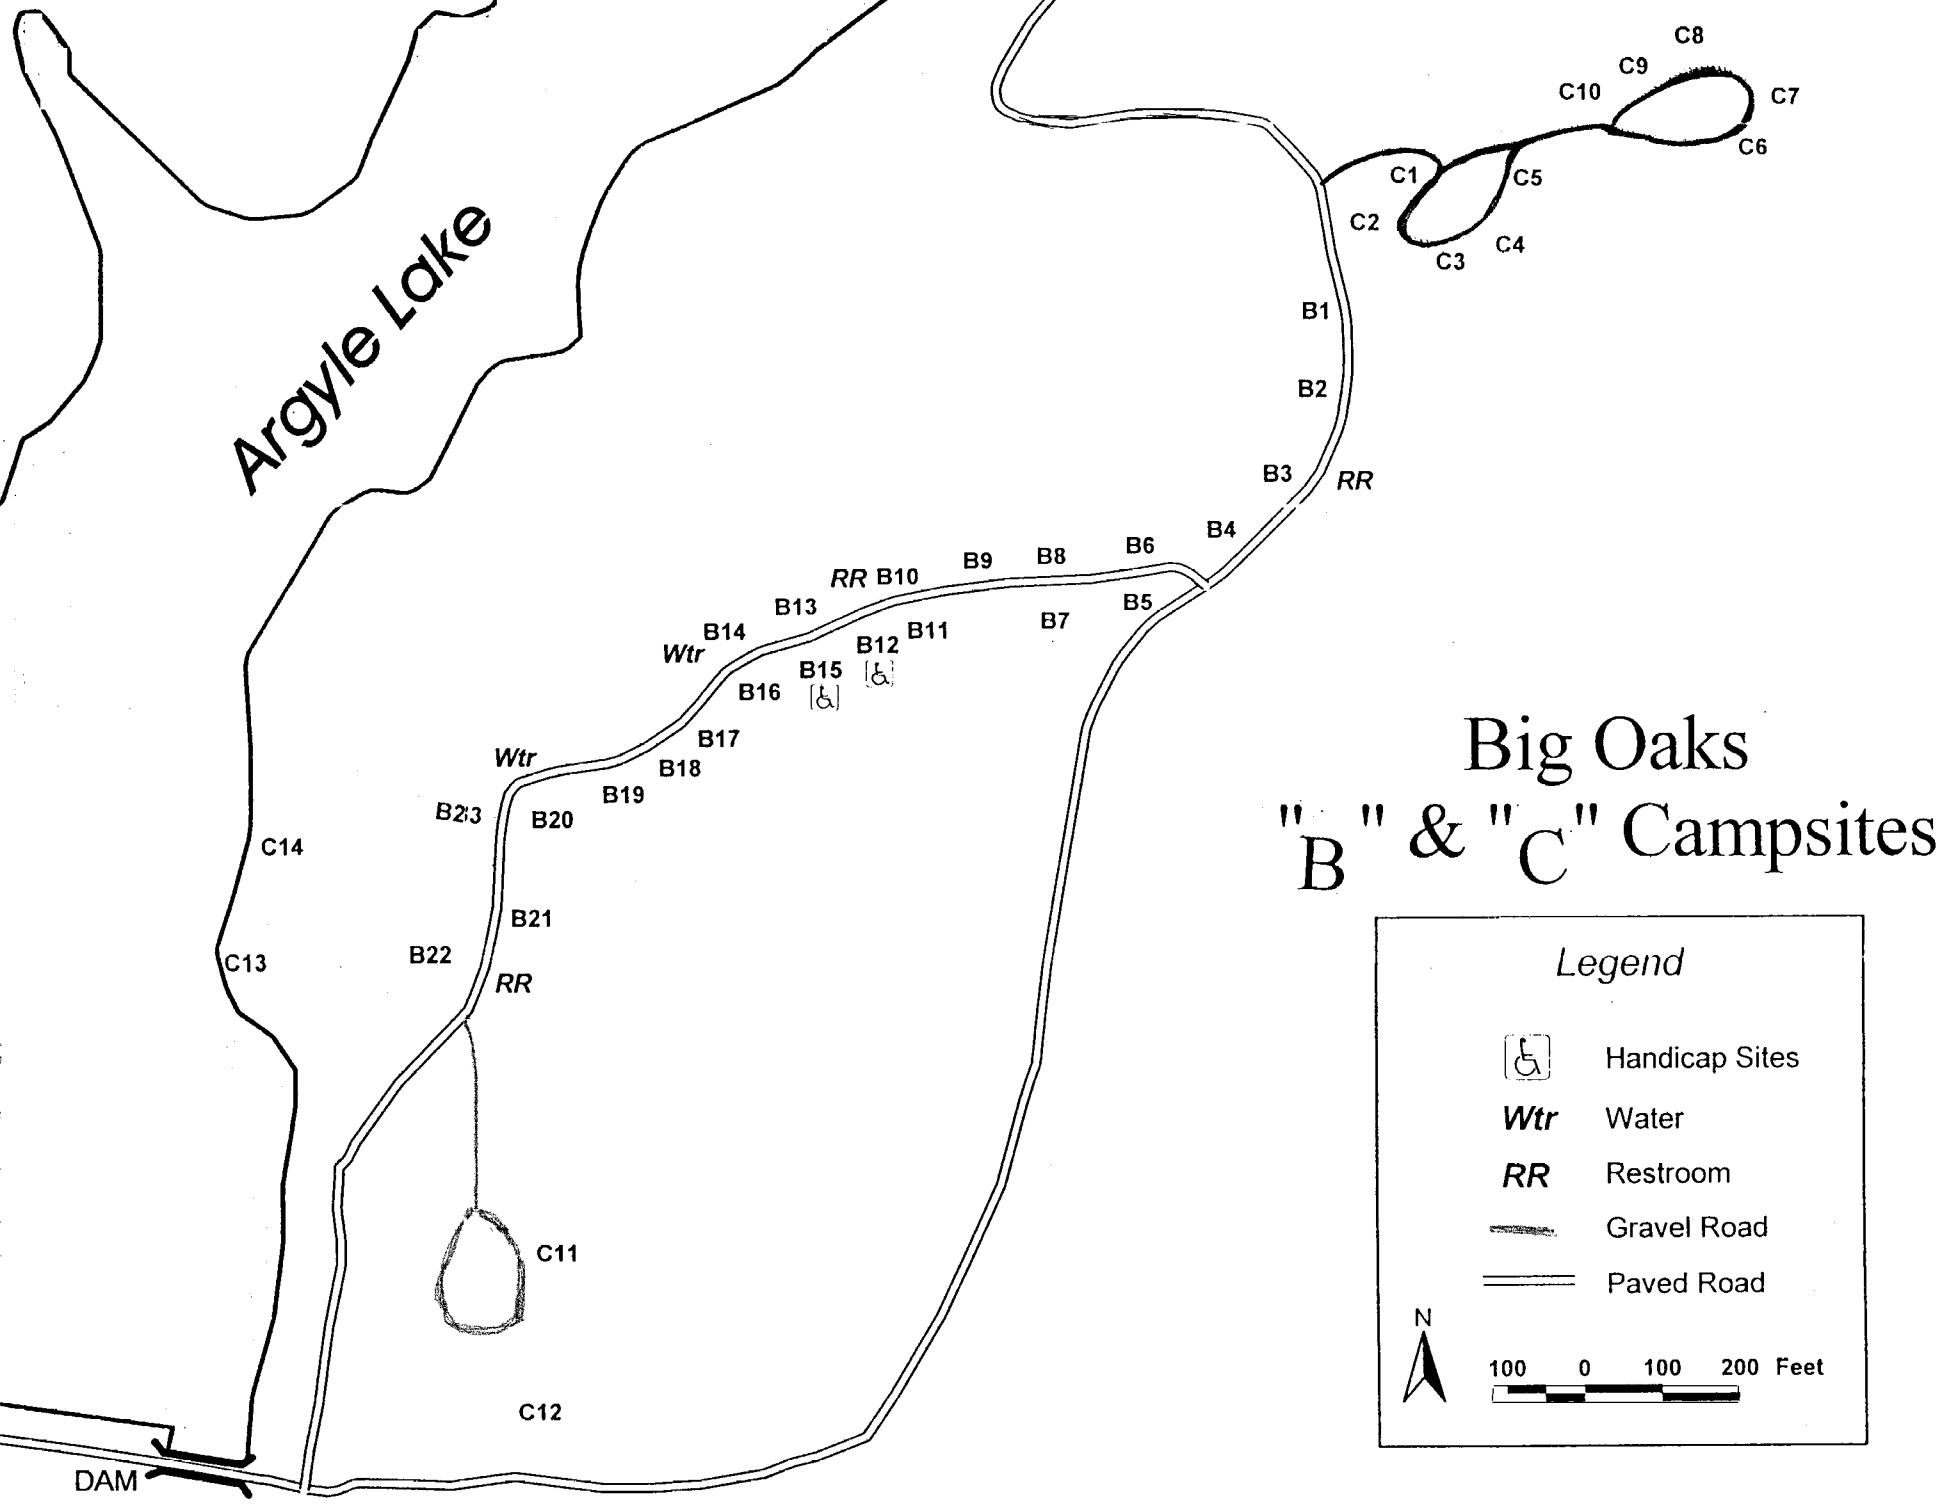 C8
C9
C10
C7
C6
C1
C5
C2
C4
C3
Argyle Lake
B1
B2
B3
RR
B4
B6
B8
B9
RR B10
B13
B5
B7
B14
B11
Wtr
B12
B15
B16
B17
Wtr
B18
B19
B20
Big Oaks
"B" & "C" Campsites
C14
B21
B22
C13
RR
Legend
Handicap Sites
Wtr Water
RR Restroom
Gravel Road
Paved Road
C11
N
100 0 100 200 Feet
C12
DAM